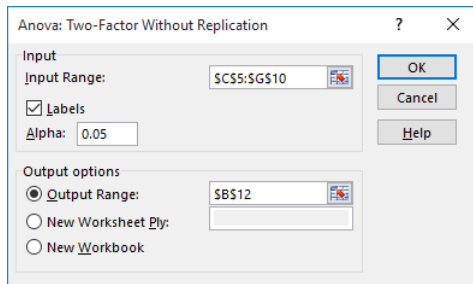 Anova: Two-Factor Without Replication ? ×
Input
Input Range: $C$5:$G$10
Labels
Alpha: 0.05
OK
Cancel
Help
Output options
Output Range: $B$12
New Worksheet Ply:
New Workbook